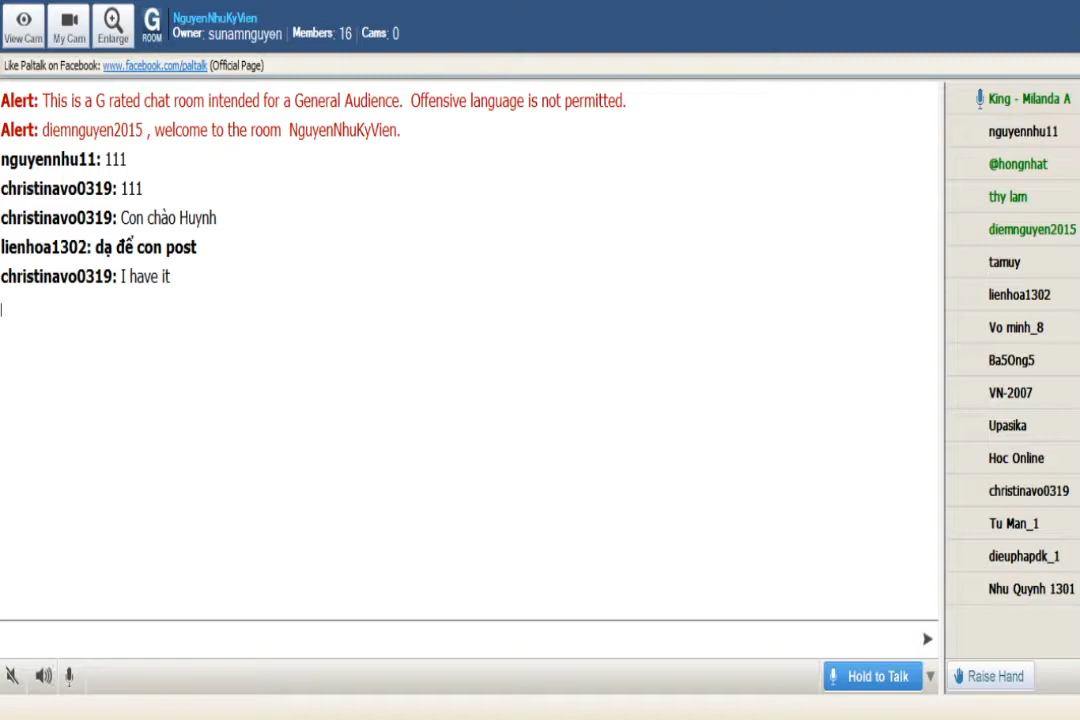 View Cam
My Cam
Enlarge
G
ROOM
NguyenNhuKyVien
Owner: sunamnguyen Members: 16 Cams: 0
Like Paltalk on Facebook: www.facebook.com/paltalk (Official Page)
Alert: This is a G rated chat room intended for a General Audience. Offensive language is not permitted.
Alert: diemnguyen2015 , welcome to the room NguyenNhuKyVien.
nguyennhu11: 111
christinavo0319: 111
christinavo0319: Con chào Huynh
lienhoa1302: dạ để con post
christinavo0319: I have it
King - Milanda A
nguyennhu11
@hongnhat
thy lam
diemnguyen2015
tamuy
lienhoa1302
Vo minh_8
Ba5Ong5
VN-2007
Upasika
Hoc Online
christinavo0319
Tu Man_1
dieuphapdk_1
Nhu Quynh 1301
Hold to Talk
Raise Hand